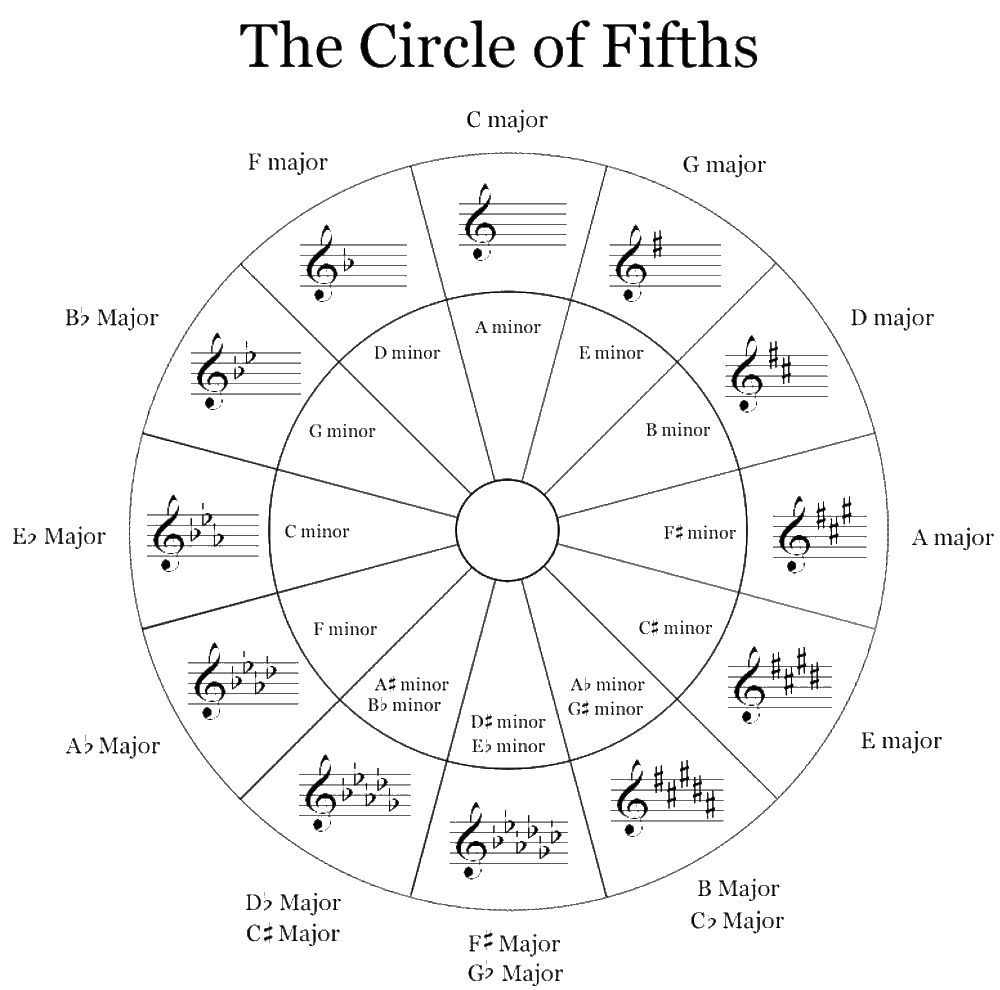 The Circle of Fifths
C major
F major
G major
B♭ Major
D major
A minor
D minor
E minor
G minor
B minor
E♭ Major
C minor
F♯ minor
A major
F minor
C♯ minor
A♯ minor
B♭ minor
A♭ minor
G♯ minor
D♯ minor
E♭ minor
A♭ Major
E major
D♭ Major
C♯ Major
B Major
C♭ Major
F♯ Major
G♭ Major